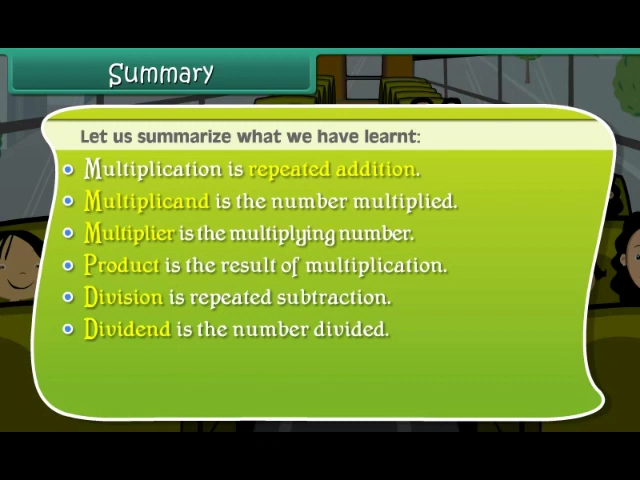 Summary
Let us summarize what we have learnt:
Multiplication is repeated addition.
Multiplicand is the number multiplied.
Multiplier is the multiplying number.
Product is the result of multiplication.
Division is repeated subtraction.
Dividend is the number divided.